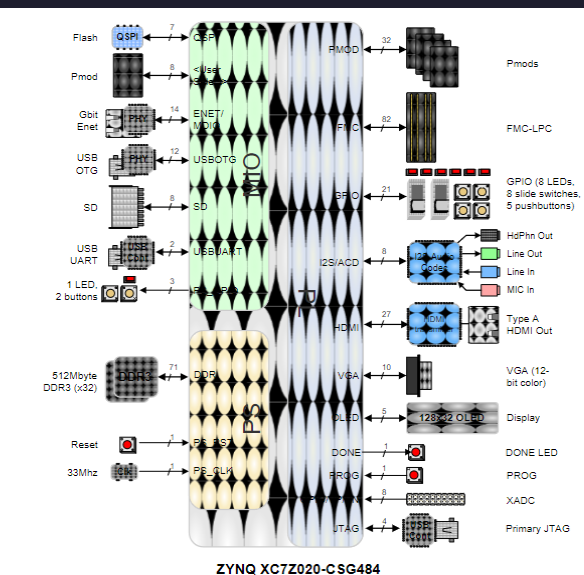 Flash
QSPI
7
QSPI
Pmod
8
<User
Gbit
Enet
PHY
14
ENET/
MDIO
USB
OTG
PHY
12
USBOTG
SD
8
SD
USB
UART
USB
Cont
2
USBUART
1 LED,
2 buttons
3
MIO
512Mbyte
DDR3 (x32)
DDR3
71
DDR
PS
Reset
1
PS_RST
33Mhz
Clk
1
PS_CLK
PL
PMOD
32
Pmods
FMC
82
FMC-LPC
GPIO
21
GPIO (8 LEDs,
8 slide switches,
5 pushbuttons)
I2S/ACD
8
I2S Audio
Codec
HdPhn Out
Line Out
Line In
MIC In
HDMI
27
HDMI
Type A
HDMI Out
VGA
10
VGA (12-
bit color)
OLED
5
128x32 OLED
Display
DONE
1
DONE LED
PROG
1
PROG
8
XADC
JTAG
4
USB
Cont
Primary JTAG
ZYNQ XC7Z020-CSG484